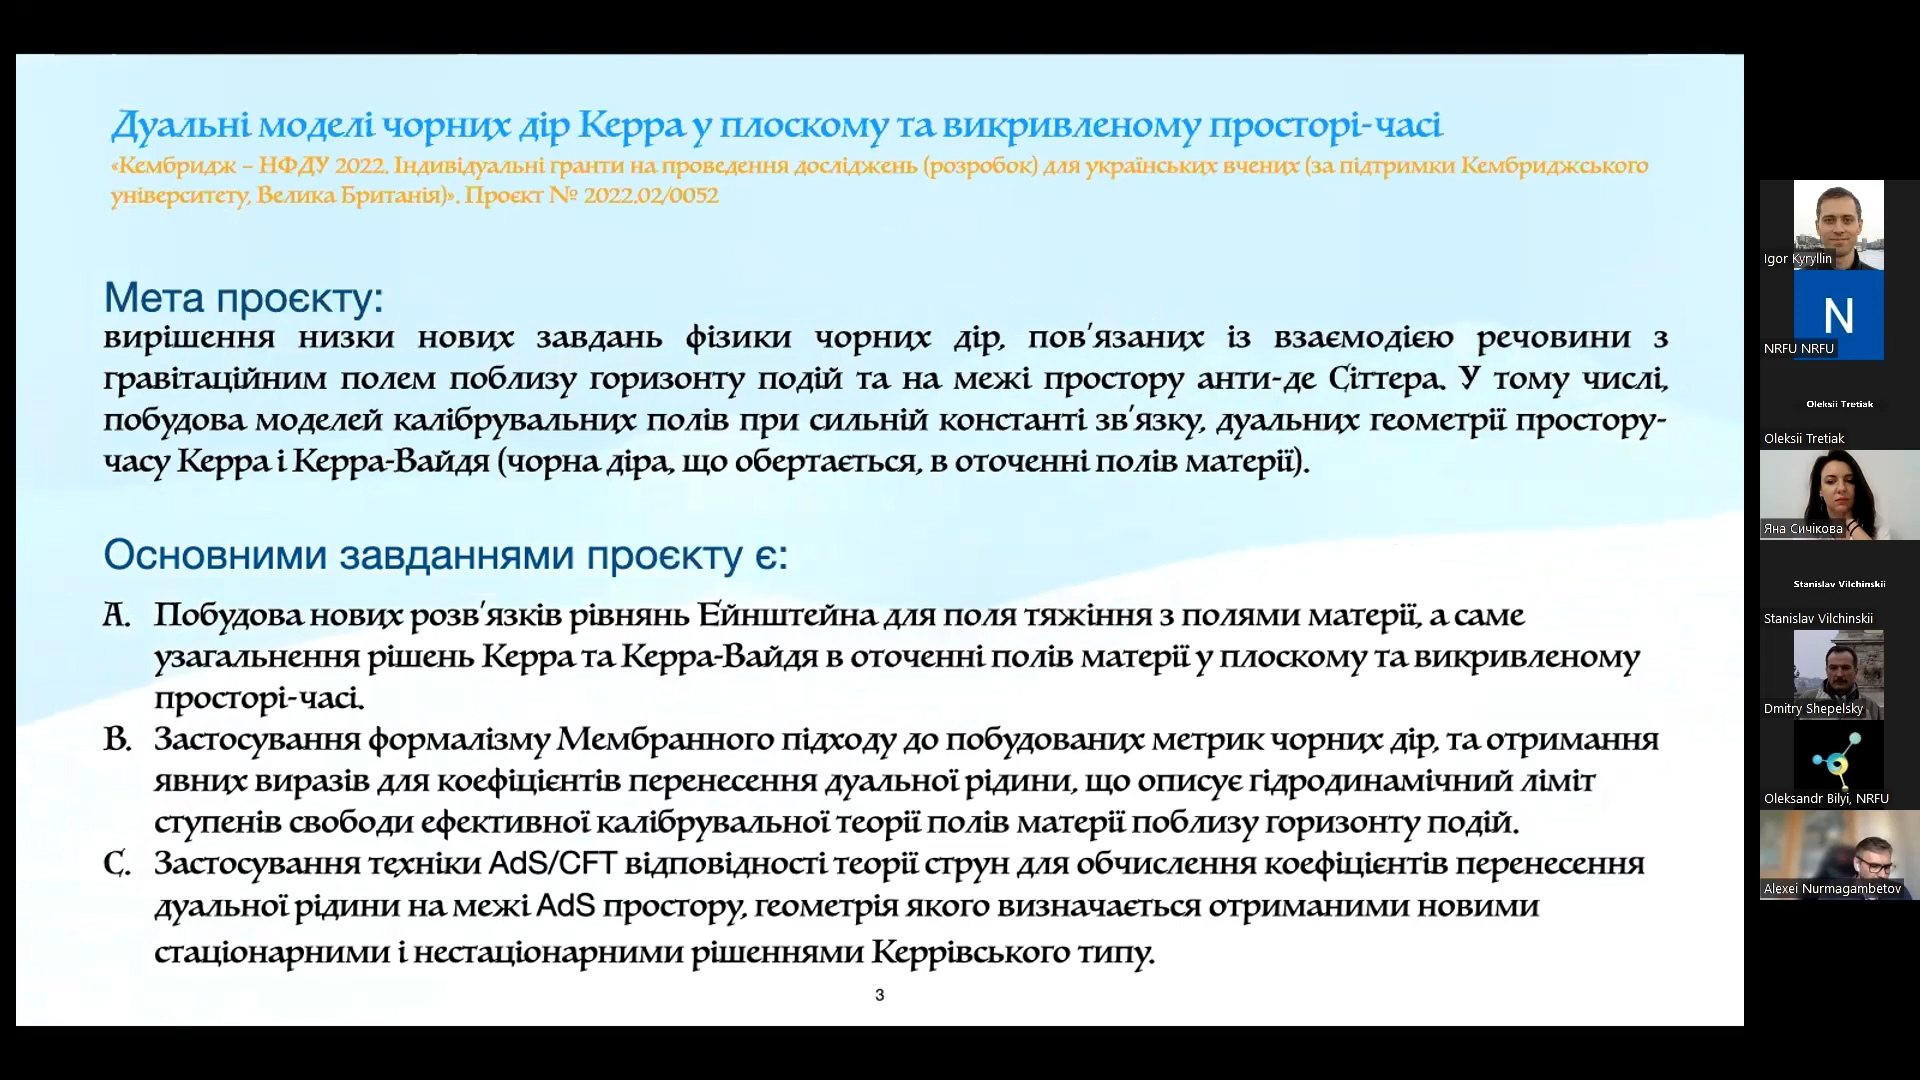 Дуальні моделі чорних дір Керра у плоскому та викривленому просторі-часі
«Кембридж – НФДУ 2022. Індивідуальні гранти на проведення досліджень (розробок) для українських вчених (за підтримки Кембриджського
університету, Велика Британія)». Проєкт № 2022.02/0052
Мета проєкту:
вирішення низки нових завдань фізики чорних дір, пов'язаних із взаємодією речовини з
гравітаційним полем поблизу горизонту подій та на межі простору анти-де Сіттера. У тому числі,
побудова моделей калібрувальних полів при сильній константі зв'язку, дуальних геометрії простору-
часу Керра і Керра-Вайдя (чорна діра, що обертається, в оточенні полів матерії).
Основними завданнями проєкту є:
A. Побудова нових розв'язків рівнянь Ейнштейна для поля тяжіння з полями матерії, а саме
узагальнення рішень Керра та Керра-Вайдя в оточенні полів матерії у плоскому та викривленому
просторі-часі.
B. Застосування формалізму Мембранного підходу до побудованих метрик чорних дір, та отримання
явних виразів для коефіцієнтів перенесення дуальної рідини, що описує гідродинамічний ліміт
ступенів свободи ефективної калібрувальної теорії полів матерії поблизу горизонту подій.
C. Застосування техніки AdS/CFT відповідності теорії струн для обчислення коефіцієнтів перенесення
дуальної рідини на межі AdS простору, геометрія якого визначається отриманими новими
стаціонарними і нестаціонарними рішеннями Керрівського типу.
3
Igor Kyryllin
N
NRFU NRFU
Oleksii Tretiak
Oleksii Tretiak
Яна Сичікова
Stanislav Vilchinskii
Stanislav Vilchinskii
Dmitry Shepelsky
Oleksandr Bilyi, NRFU
Alexei Nurmagambetov